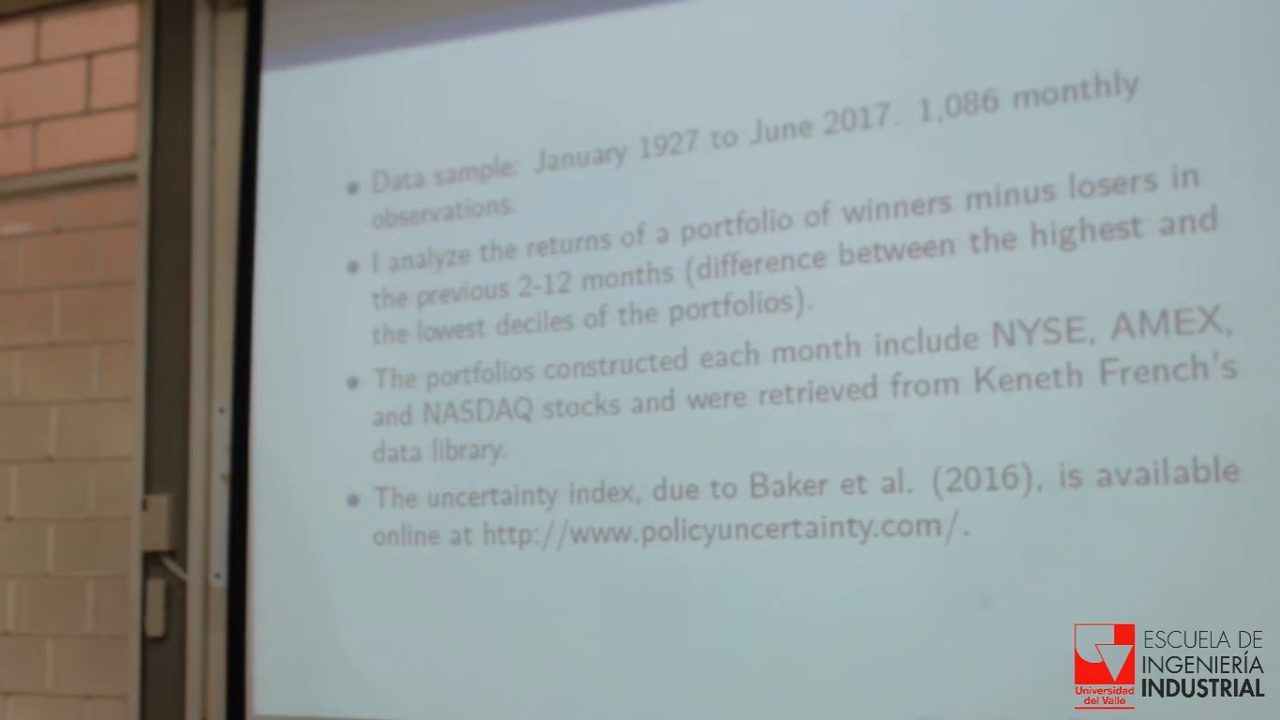 • Data sample: January 1927 to June 2017. 1,086 monthly
observations.
• I analyze the returns of a portfolio of winners minus losers in
the previous 2-12 months (difference between the highest and
the lowest deciles of the portfolios).
• The portfolios constructed each month include NYSE, AMEX,
and NASDAQ stocks and were retrieved from Keneth French's
data library.
• The uncertainty index, due to Baker et al. (2016), is available
online at http://www.policyuncertainty.com/.
Universidad
del Valle
ESCUELA DE
INGENIERÍA
INDUSTRIAL